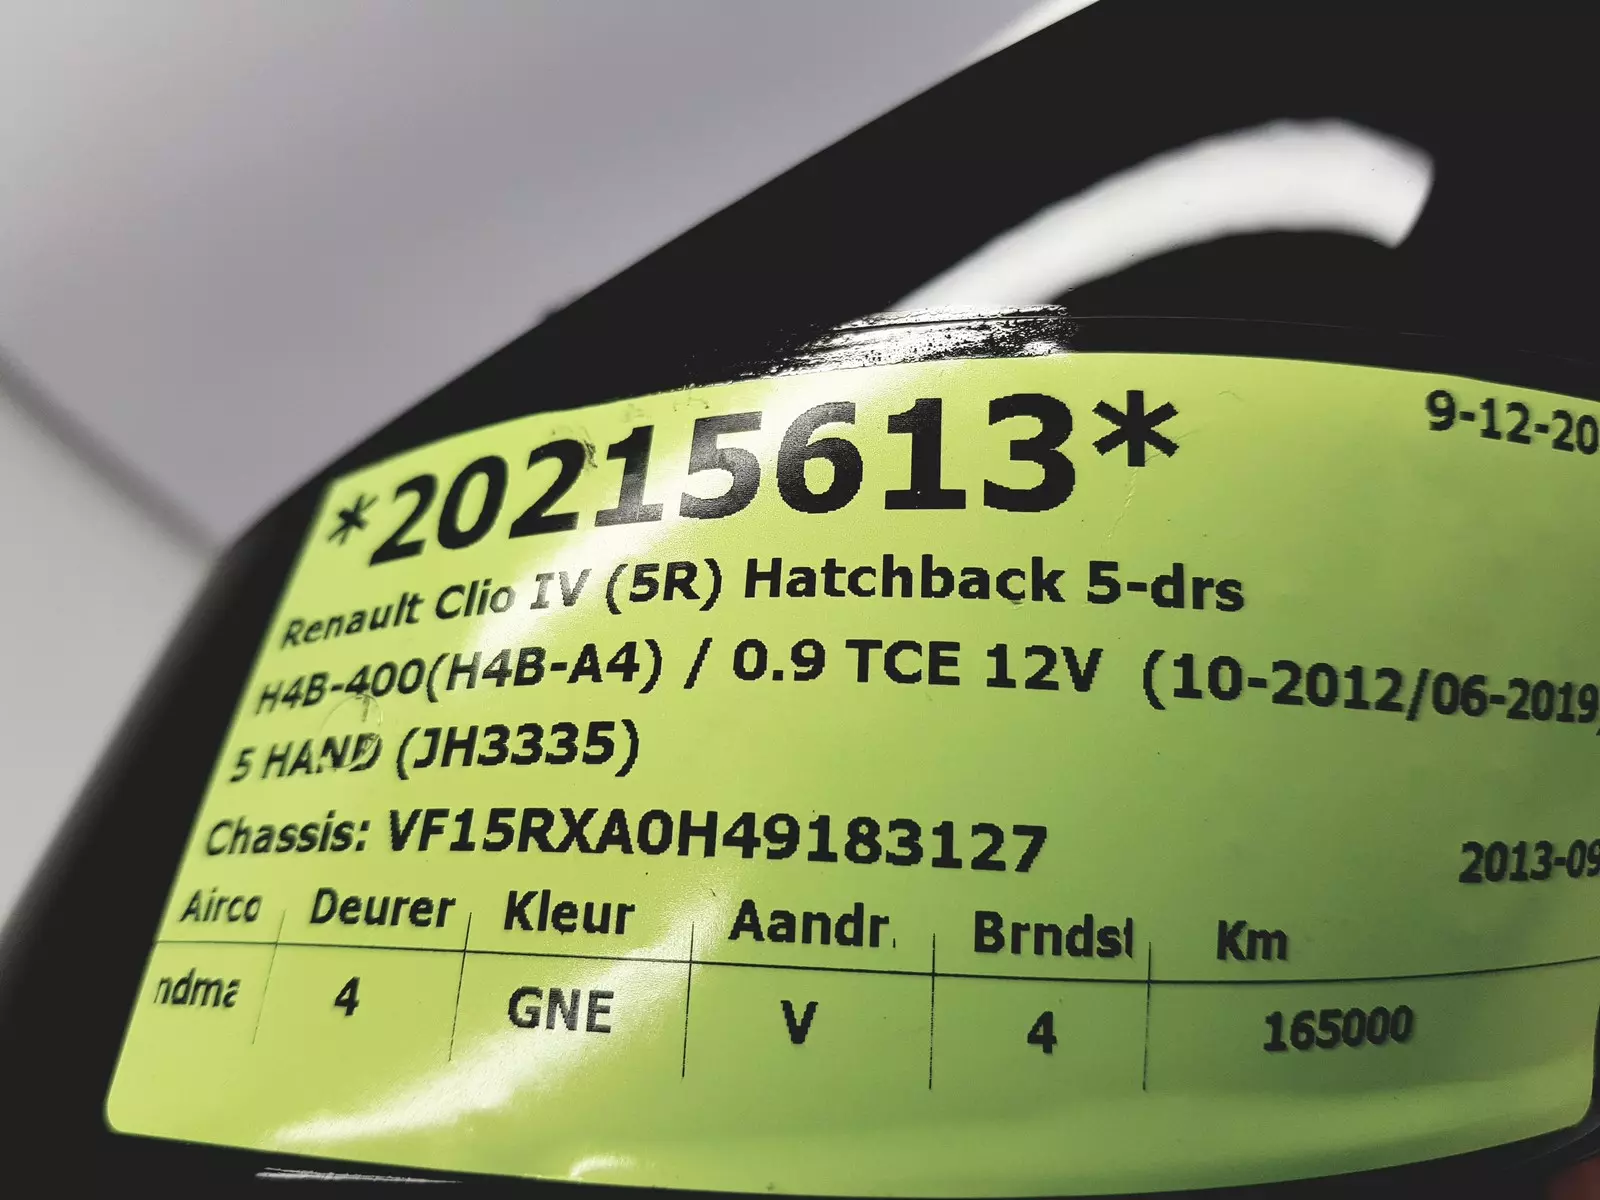 *20215613*
9-12-20
Renault Clio IV (5R) Hatchback 5-drs
H4B-400(H4B-A4) / 0.9 TCE 12V (10-2012/06-2019)
5 HAND (JH3335)
Chassis: VF15RXA0H49183127
2013-09
Airco Deurer Kleur Aandr. Brndst Km
ndma 4 GNE V 4 165000